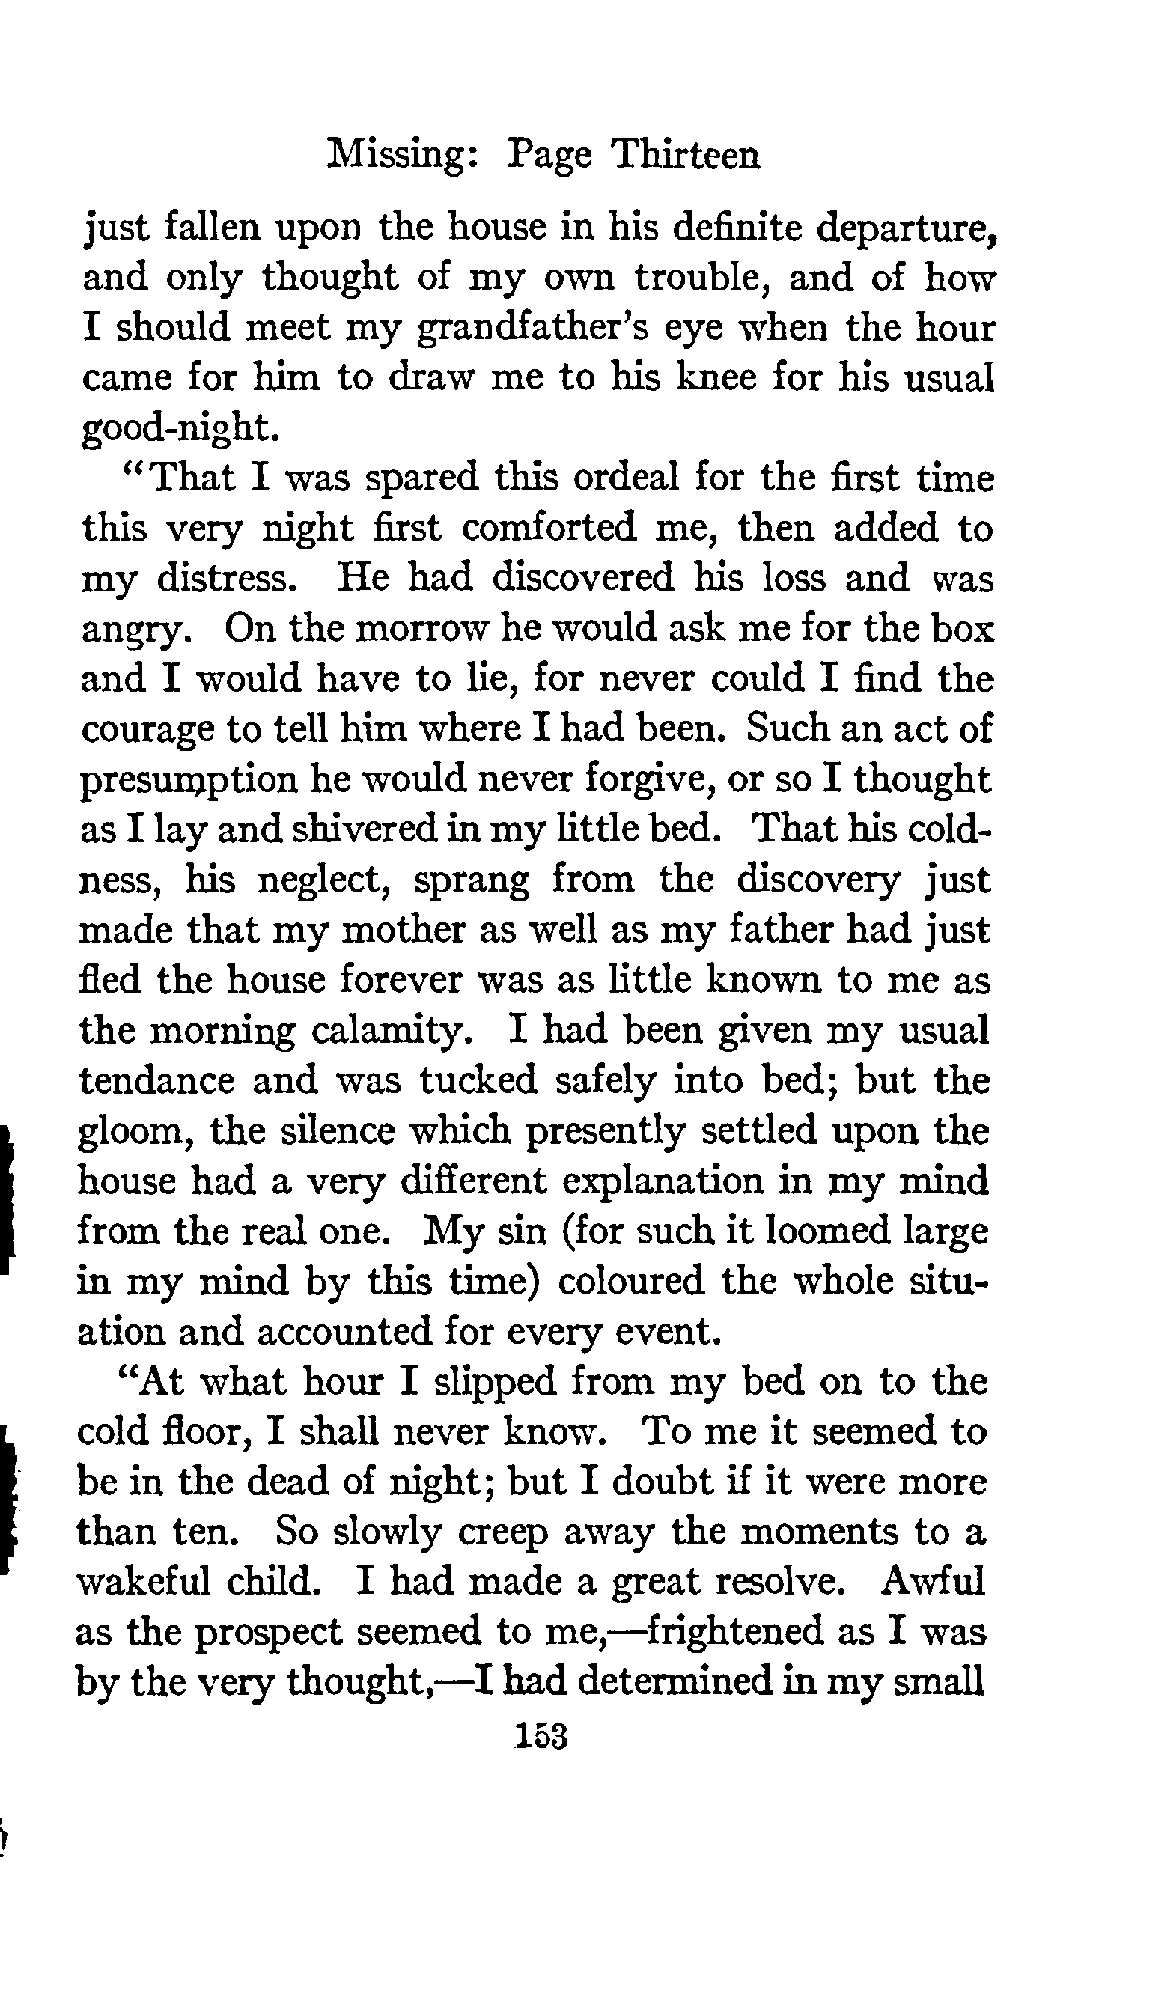 Missing: Page Thirteen
just fallen upon the house in his definite departure,
and only thought of my own trouble, and of how
I should meet my grandfather's eye when the hour
came for him to draw me to his knee for his usual
good-night.
"That I was spared this ordeal for the first time
this very night first comforted me, then added to
my distress. He had discovered his loss and was
angry. On the morrow he would ask me for the box
and I would have to lie, for never could I find the
courage to tell him where I had been. Such an act of
presumption he would never forgive, or so I thought
as I lay and shivered in my little bed. That his cold-
ness, his neglect, sprang from the discovery just
made that my mother as well as my father had just
fled the house forever was as little known to me as
the morning calamity. I had been given my usual
tendance and was tucked safely into bed; but the
gloom, the silence which presently settled upon the
house had a very different explanation in my mind
from the real one. My sin (for such it loomed large
in my mind by this time) coloured the whole situ-
ation and accounted for every event.
"At what hour I slipped from my bed on to the
cold floor, I shall never know. To me it seemed to
be in the dead of night; but I doubt if it were more
than ten. So slowly creep away the moments to a
wakeful child. I had made a great resolve. Awful
as the prospect seemed to me,—frightened as I was
by the very thought,—I had determined in my small
153